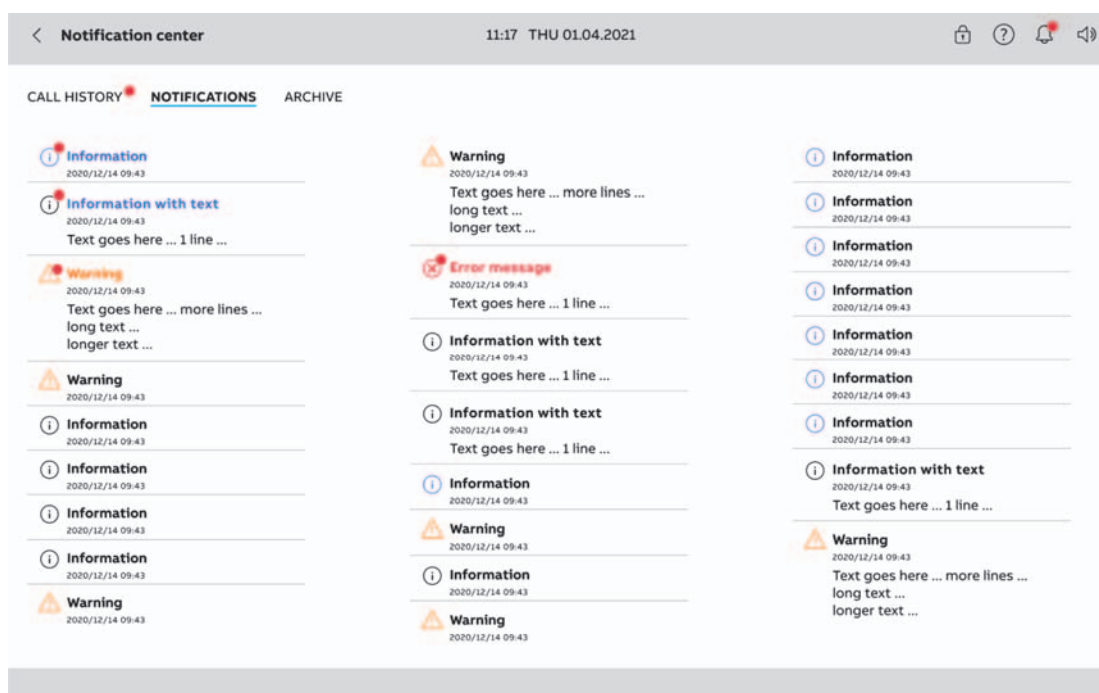 Notification center
11:17 THU 01.04.2021
CALL HISTORY NOTIFICATIONS ARCHIVE
Information
2020/12/14 09:43
Information with text
2020/12/14 09:43
Text goes here ... 1 line ...
Warning
2020/12/14 09:43
Text goes here ... more lines ...
long text ...
longer text ...
Warning
2020/12/14 09:43
Information
2020/12/14 09:43
Information
2020/12/14 09:43
Information
2020/12/14 09:43
Information
2020/12/14 09:43
Warning
2020/12/14 09:43
Warning
2020/12/14 09:43
Text goes here ... more lines ...
long text ...
longer text ...
Error message
2020/12/14 09:43
Text goes here ... 1 line ...
Information with text
2020/12/14 09:43
Text goes here ... 1 line ...
Information with text
2020/12/14 09:43
Text goes here ... 1 line ...
Information
2020/12/14 09:43
Warning
2020/12/14 09:43
Information
2020/12/14 09:43
Warning
2020/12/14 09:43
Information
2020/12/14 09:43
Information
2020/12/14 09:43
Information
2020/12/14 09:43
Information
2020/12/14 09:43
Information
2020/12/14 09:43
Information
2020/12/14 09:43
Information
2020/12/14 09:43
Information with text
2020/12/14 09:43
Text goes here ... 1 line ...
Warning
2020/12/14 09:43
Text goes here ... more lines ...
long text ...
longer text ...